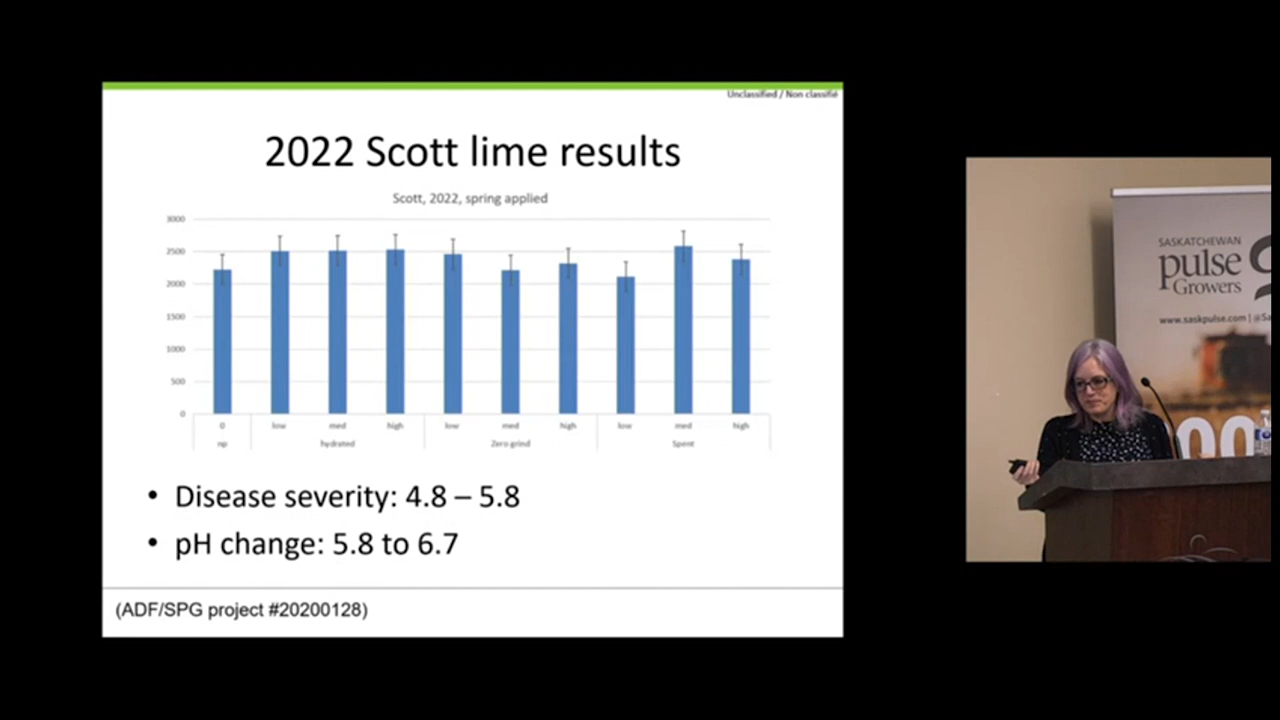 Unclassified / Non classifié
2022 Scott lime results
Scott, 2022, spring applied
3000
2500
2000
1500
1000
500
0
0 low med high low med high low med high
np hydrated Zero grind Spent
• Disease severity: 4.8 – 5.8
• pH change: 5.8 to 6.7
(ADF/SPG project #20200128)
SASKATCHEWAN
pulse
Growers
www.saskpulse.com | @Sa